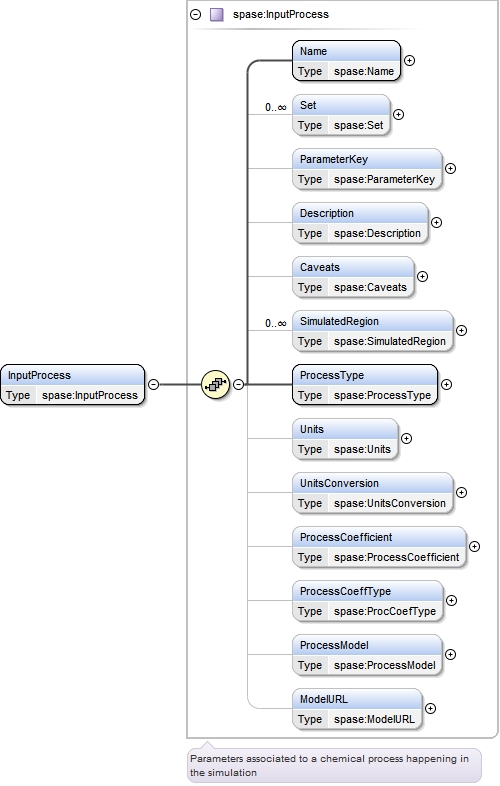 spase:InputProcess
Name
Type spase:Name
0..∞
Set
Type spase:Set
ParameterKey
Type spase:ParameterKey
Description
Type spase:Description
Caveats
Type spase:Caveats
0..∞
SimulatedRegion
Type spase:SimulatedRegion
InputProcess
Type spase:InputProcess
ProcessType
Type spase:ProcessType
Units
Type spase:Units
UnitsConversion
Type spase:UnitsConversion
ProcessCoefficient
Type spase:ProcessCoefficient
ProcessCoeffType
Type spase:ProcCoefType
ProcessModel
Type spase:ProcessModel
ModelURL
Type spase:ModelURL
Parameters associated to a chemical process happening in
the simulation